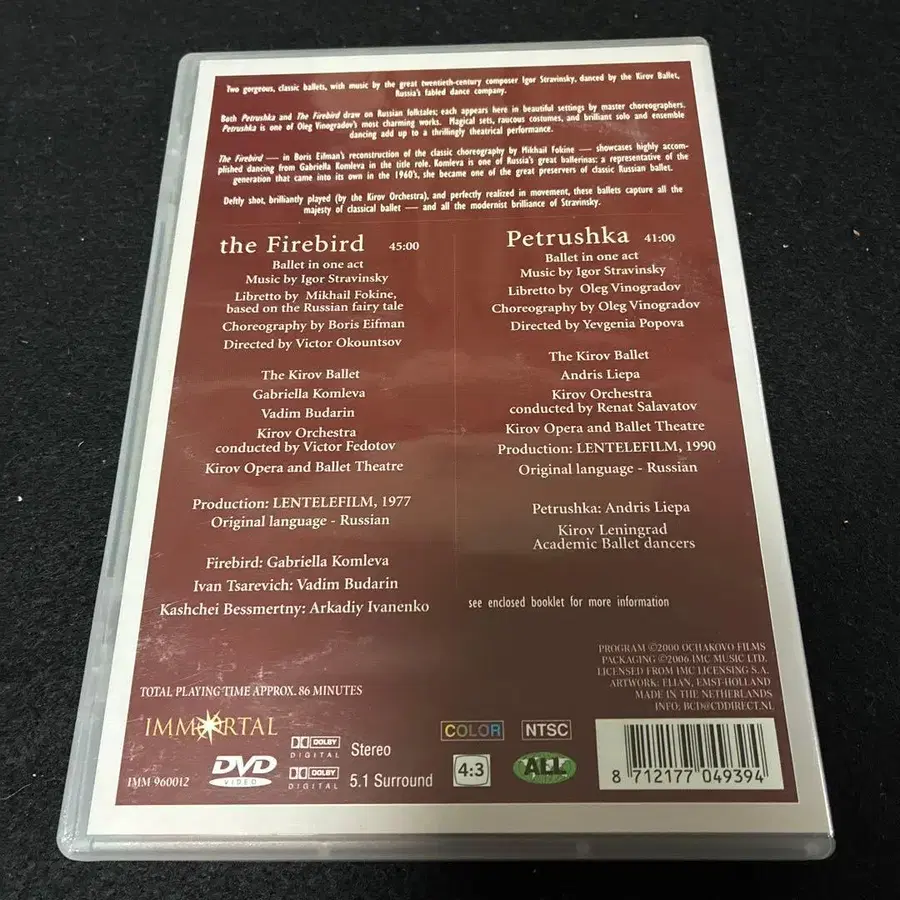 Two gorgeous, classic ballets, with music by the great twentieth-century composer Igor Stravinsky, danced by the Kirov Ballet,
Russia's fabled dance company.
Both Petrushka and The Firebird draw on Russian folktales; each appears here in beautiful settings by master choreographers.
Petrushka is one of Oleg Vinogradov's most charming works. Magical sets, raucous costumes, and brilliant solo and ensemble
dancing add up to a thrillingly theatrical performance.
The Firebird — in Boris Eifman's reconstruction of the classic choreography by Mikhail Fokine — showcases highly accom-
plished dancing from Gabriella Komleva in the title role. Komleva is one of Russia's great ballerinas: a representative of the
generation that came into its own in the 1960's, she became one of the great preservers of classic Russian ballet.
Deftly shot, brilliantly played (by the Kirov Orchestra), and perfectly realized in movement, these ballets capture all the
majesty of classical ballet — and all the modernist brilliance of Stravinsky.
the Firebird 45:00
Ballet in one act
Music by Igor Stravinsky
Libretto by Mikhail Fokine,
based on the Russian fairy tale
Choreography by Boris Eifman
Directed by Victor Okountsov
The Kirov Ballet
Gabriella Komleva
Vadim Budarin
Kirov Orchestra
conducted by Victor Fedotov
Kirov Opera and Ballet Theatre
Production: LENTELEFILM, 1977
Original language - Russian
Firebird: Gabriella Komleva
Ivan Tsarevich: Vadim Budarin
Kashchei Bessmertny: Arkadiy Ivanenko
Petrushka 41:00
Ballet in one act
Music by Igor Stravinsky
Libretto by Oleg Vinogradov
Choreography by Oleg Vinogradov
Directed by Yevgenia Popova
The Kirov Ballet
Andris Liepa
Kirov Orchestra
conducted by Renat Salavatov
Kirov Opera and Ballet Theatre
Production: LENTELEFILM, 1990
Original language - Russian
Petrushka: Andris Liepa
Kirov Leningrad
Academic Ballet dancers
see enclosed booklet for more information
PROGRAM ©2000 OCHAKOVO FILMS
PACKAGING ©2006 IMC MUSIC LTD.
LICENSED FROM IMC LICENSING S.A.
ARTWORK: ELIAN, EMST-HOLLAND
MADE IN THE NETHERLANDS
INFO: BCD@CDDIRECT.NL
TOTAL PLAYING TIME APPROX. 86 MINUTES
IMMORTAL
IMM 960012
DVD
VIDEO
DOLBY
DIGITAL
Stereo
DOLBY
DIGITAL
5.1 Surround
COLOR
NTSC
4:3
ALL
8 712177 049394